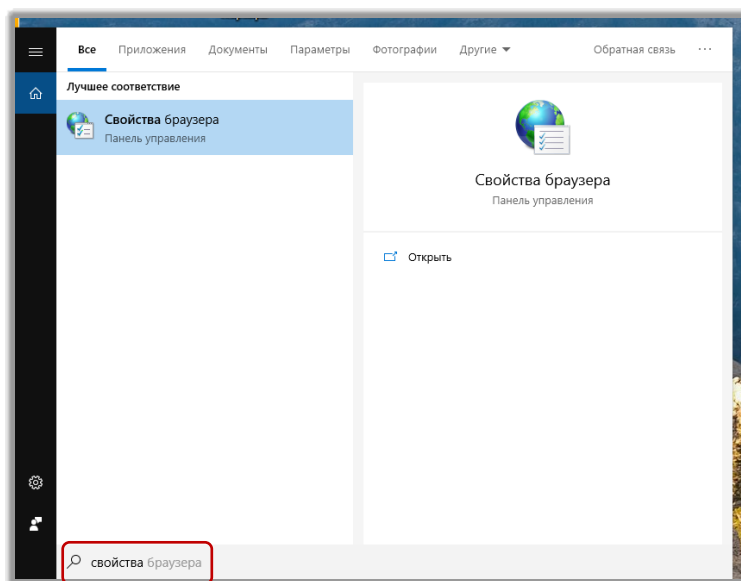 Все Приложения Документы Параметры Фотографии Другие Обратная связь ...
Лучшее соответствие
Свойства браузера
Панель управления
Свойства браузера
Панель управления
Открыть
свойства браузера